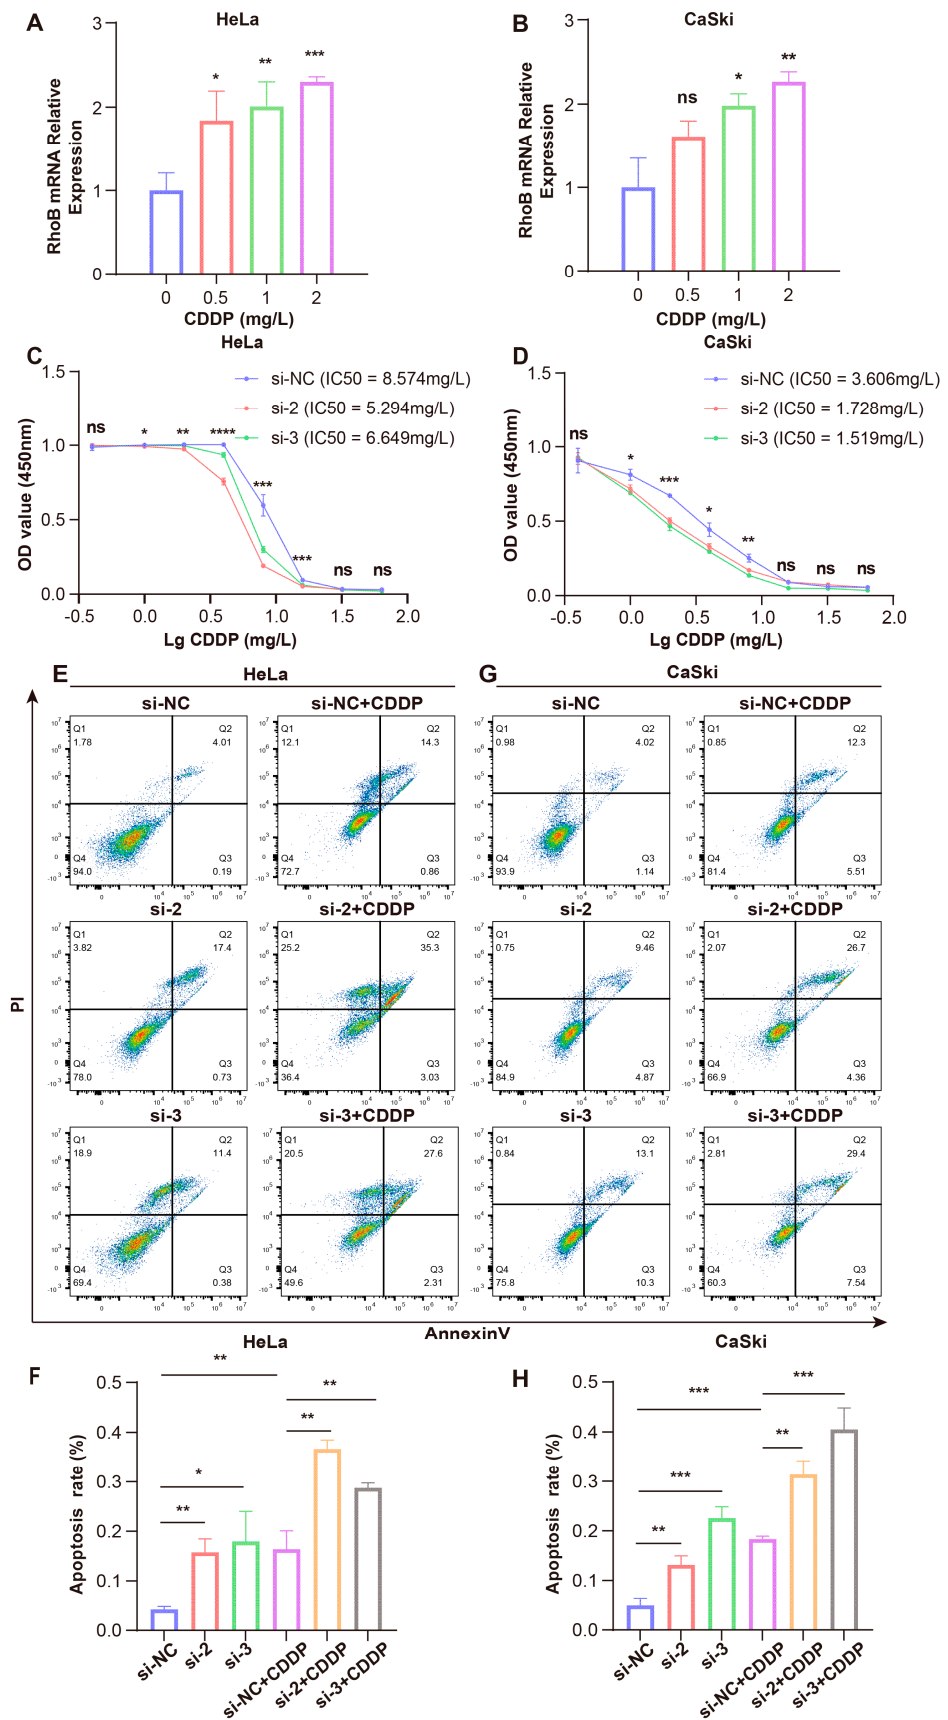 A
HeLa
RhoB mRNA Relative
Expression
3
2
1
0
*
**
***
0 0.5 1 2
CDDP (mg/L)
B
CaSki
RhoB mRNA Relative
Expression
3
2
1
0
ns
*
**
0 0.5 1 2
CDDP (mg/L)
C
HeLa
OD value (450nm)
1.5
1.0
0.5
0.0
si-NC (IC50 = 8.574mg/L)
si-2 (IC50 = 5.294mg/L)
si-3 (IC50 = 6.649mg/L)
ns * ** **** *** *** ns ns
-0.5 0.0 0.5 1.0 1.5 2.0
Lg CDDP (mg/L)
D
CaSki
OD value (450nm)
1.5
1.0
0.5
0.0
si-NC (IC50 = 3.606mg/L)
si-2 (IC50 = 1.728mg/L)
si-3 (IC50 = 1.519mg/L)
ns * *** * ** ns ns ns
-0.5 0.0 0.5 1.0 1.5 2.0
Lg CDDP (mg/L)
E
HeLa
G
CaSki
si-NC
Q1
1.78
Q2
4.01
Q4
94.0
Q3
0.19
si-NC+CDDP
Q1
12.1
Q2
14.3
Q4
72.7
Q3
0.86
si-NC
Q1
0.98
Q2
4.02
Q4
93.9
Q3
1.14
si-NC+CDDP
Q1
0.85
Q2
12.3
Q4
81.4
Q3
5.51
si-2
Q1
3.82
Q2
17.4
Q4
78.0
Q3
0.73
si-2+CDDP
Q1
25.2
Q2
35.3
Q4
36.4
Q3
3.03
si-2
Q1
0.75
Q2
9.46
Q4
84.9
Q3
4.87
si-2+CDDP
Q1
2.07
Q2
26.7
Q4
66.9
Q3
4.36
si-3
Q1
18.9
Q2
11.4
Q4
69.4
Q3
0.38
si-3+CDDP
Q1
20.5
Q2
27.6
Q4
49.6
Q3
2.31
si-3
Q1
0.84
Q2
13.1
Q4
75.8
Q3
10.3
si-3+CDDP
Q1
2.81
Q2
29.4
Q4
60.3
Q3
7.54
PI
AnnexinV
F
HeLa
Apoptosis rate (%)
0.5
0.4
0.3
0.2
0.1
0.0
**
**
**
*
**
si-NC
si-2
si-3
si-NC+CDDP
si-2+CDDP
si-3+CDDP
H
CaSki
Apoptosis rate (%)
0.5
0.4
0.3
0.2
0.1
0.0
***
***
**
***
**
si-NC
si-2
si-3
si-NC+CDDP
si-2+CDDP
si-3+CDDP